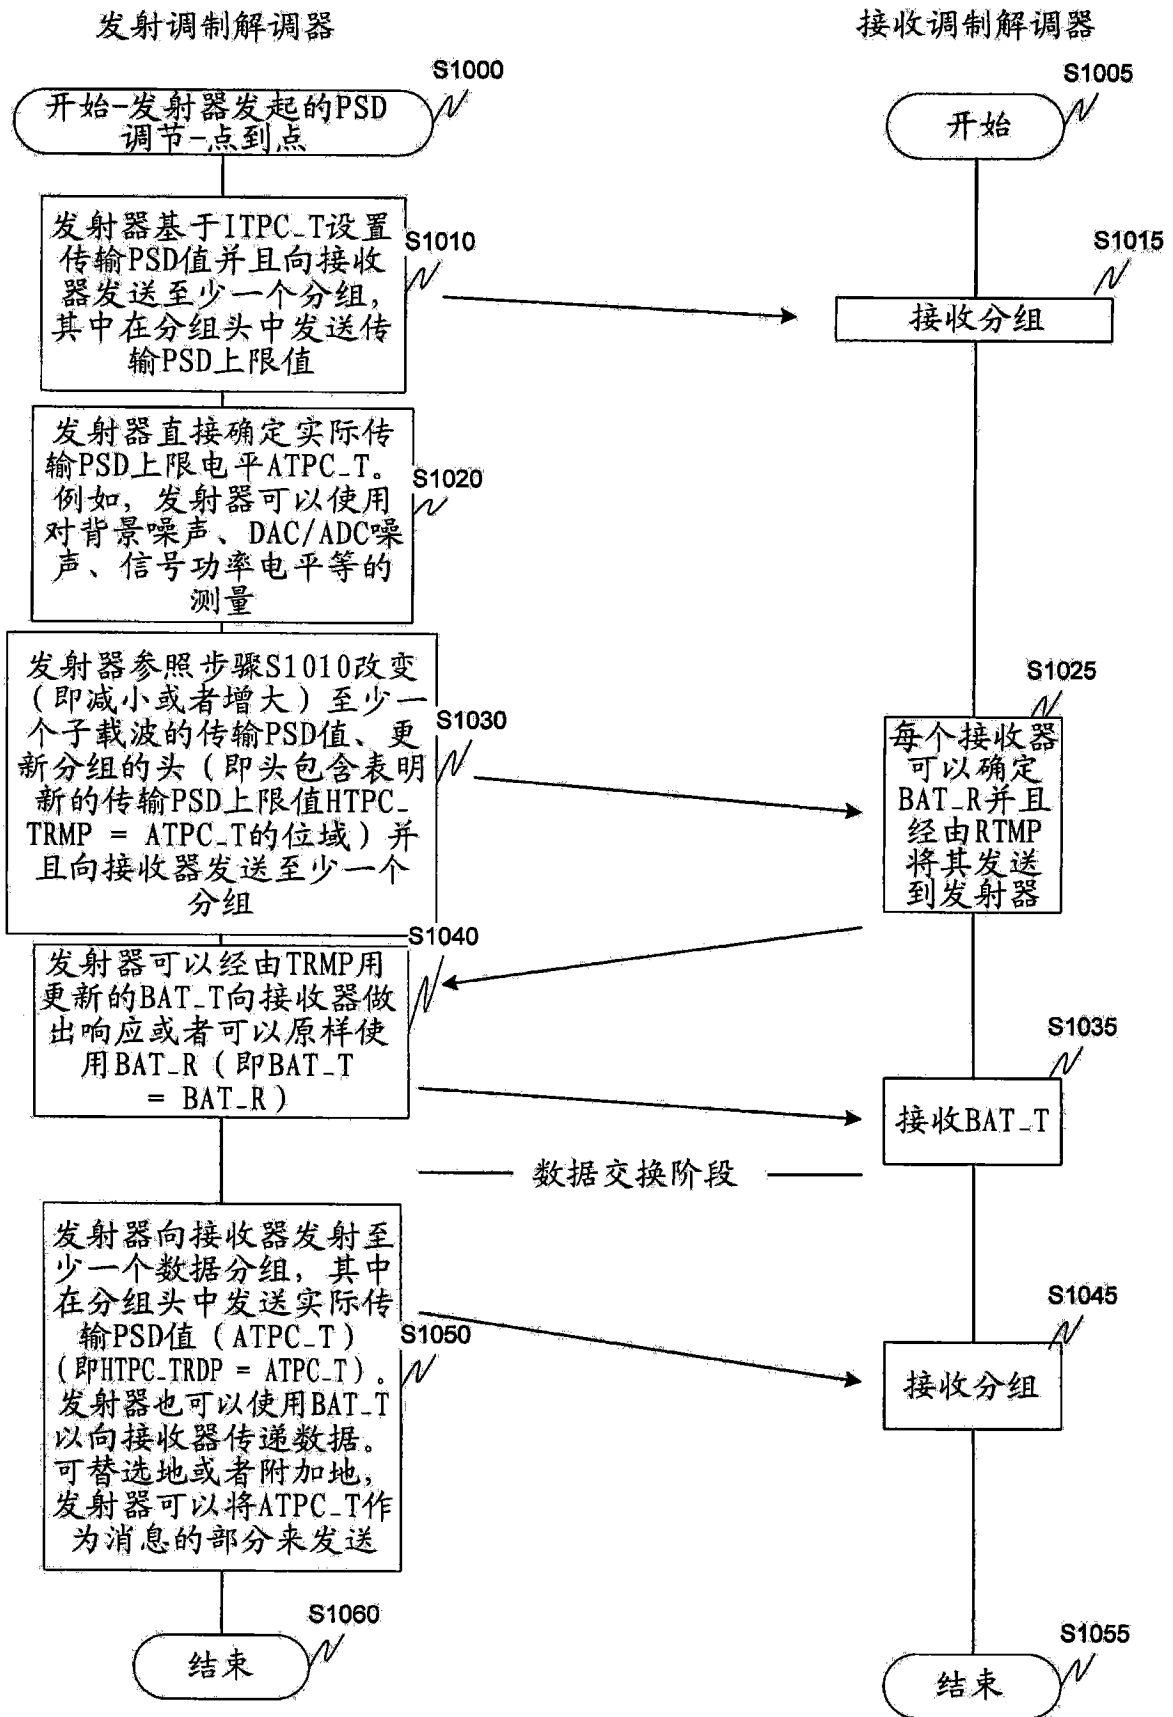 发射调制解调器
接收调制解调器
S1000
开始-发射器发起的PSD
调节-点到点
S1005
开始
发射器基于ITPC_T设置
传输PSD值并且向接收
器发送至少一个分组,
其中在分组头中发送传
输PSD上限值
S1010
S1015
接收分组
发射器直接确定实际传
输PSD上限电平ATPC_T。
例如, 发射器可以使用
对背景噪声、DAC/ADC噪
声、信号功率电平等的
测量
S1020
发射器参照步骤S1010改变
(即减小或者增大)至少一
个子载波的传输PSD值、更
新分组的头(即头包含表明
新的传输PSD上限值HTPC_
TRMP = ATPC_T的位域)并
且向接收器发送至少一个
分组
S1030
S1025
每个接收器
可以确定
BAT_R并且
经由RTMP
将其发送
到发射器
S1040
发射器可以经由TRMP用
更新的BAT_T向接收器做
出响应或者可以原样使
用BAT_R(即BAT_T
= BAT_R)
S1035
接收BAT_T
数据交换阶段
发射器向接收器发射至
少一个数据分组, 其中
在分组头中发送实际传
输PSD值(ATPC_T)
(即HTPC_TRDP = ATPC_T)。
发射器也可以使用BAT_T
以向接收器传递数据。
可替选地或者附加地,
发射器可以将ATPC_T作
为消息的部分来发送
S1050
S1045
接收分组
S1060
结束
S1055
结束